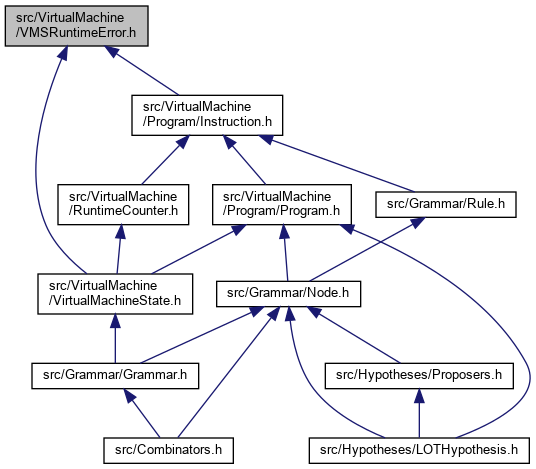 src/VirtualMachine
/VMSRuntimeError.h
src/VirtualMachine
/Program/Instruction.h
src/VirtualMachine
/RuntimeCounter.h
src/VirtualMachine
/Program/Program.h
src/Grammar/Rule.h
src/VirtualMachine
/VirtualMachineState.h
src/Grammar/Node.h
src/Grammar/Grammar.h
src/Hypotheses/Proposers.h
src/Combinators.h
src/Hypotheses/LOTHypothesis.h